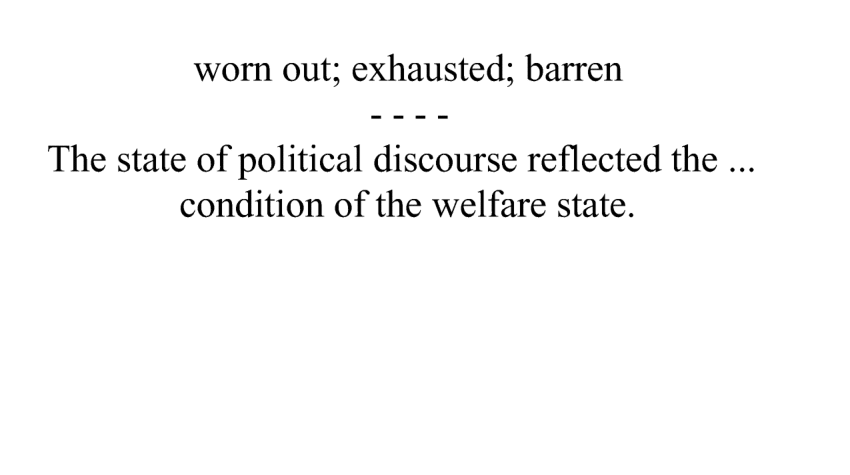 worn out; exhausted; barren
- - - -
The state of political discourse reflected the ...
condition of the welfare state.